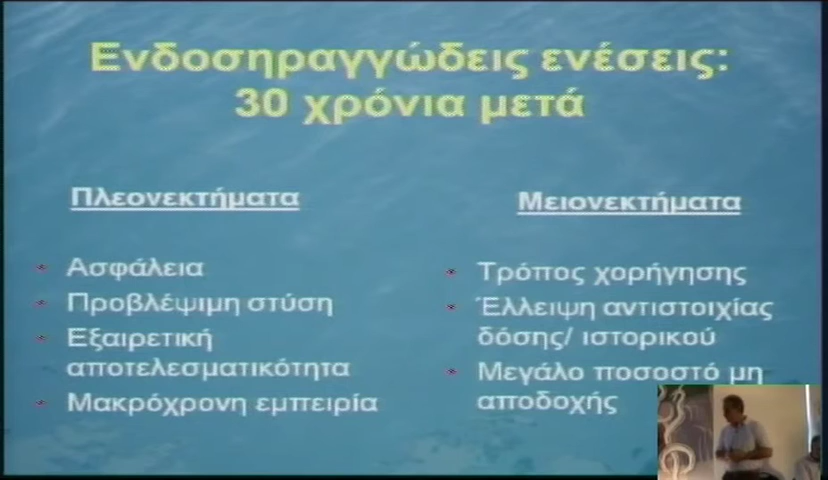 Ενδοσηραγγώδεις ενέσεις:
30 χρόνια μετά
Πλεονεκτήματα
Ασφάλεια
Προβλέψιμη στύση
Εξαιρετική
αποτελεσματικότητα
Μακρόχρονη εμπειρία
Μειονεκτήματα
Τρόπος χορήγησης
Έλλειψη αντιστοιχίας
δόσης/ ιστορικού
Μεγάλο ποσοστό μη
αποδοχής